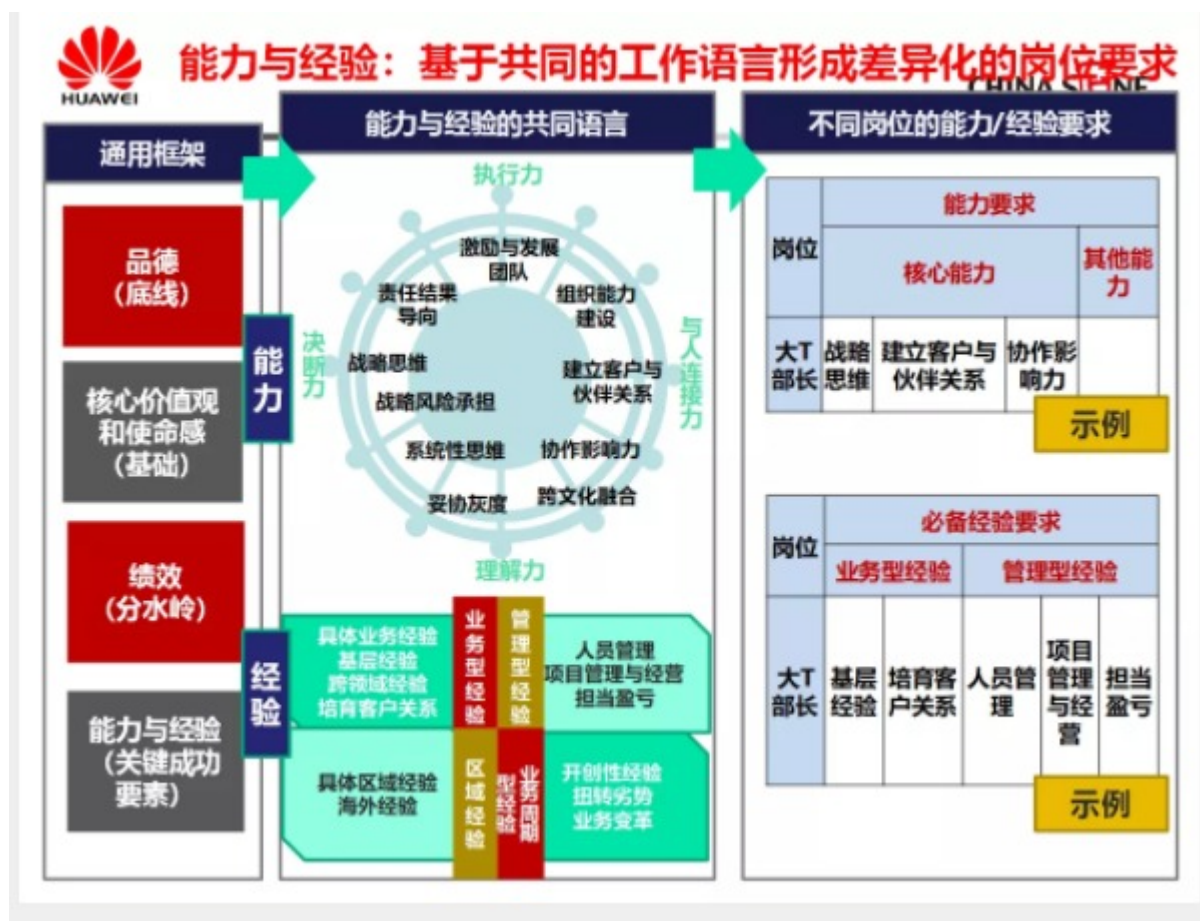 HUAWEI
能力与经验：基于共同的工作语言形成差异化的岗位要求
通用框架
品德
（底线）
核心价值观
和使命感
（基础）
绩效
（分水岭）
能力与经验
（关键成功
要素）
能力与经验的共同语言
能力
执行力
决断力
与人连接力
理解力
激励与发展
团队
责任结果
导向
组织能力
建设
战略思维
建立客户与
伙伴关系
战略风险承担
系统性思维
协作影响力
妥协灰度
跨文化融合
经验
具体业务经验
基层经验
跨领域经验
培育客户关系
业务型经验
管理型经验
人员管理
项目管理与经营
担当盈亏
具体区域经验
海外经验
区域经验
业务周期
型经验
开创性经验
扭转劣势
业务变革
不同岗位的能力/经验要求
岗位
能力要求
核心能力
其他能
力
大T
部长
战略
思维
建立客户与
伙伴关系
协作影
响力
示例
岗位
必备经验要求
业务型经验
管理型经验
大T
部长
基层
经验
培育客
户关系
人员管
理
项目
管理
与经
营
担当
盈亏
示例